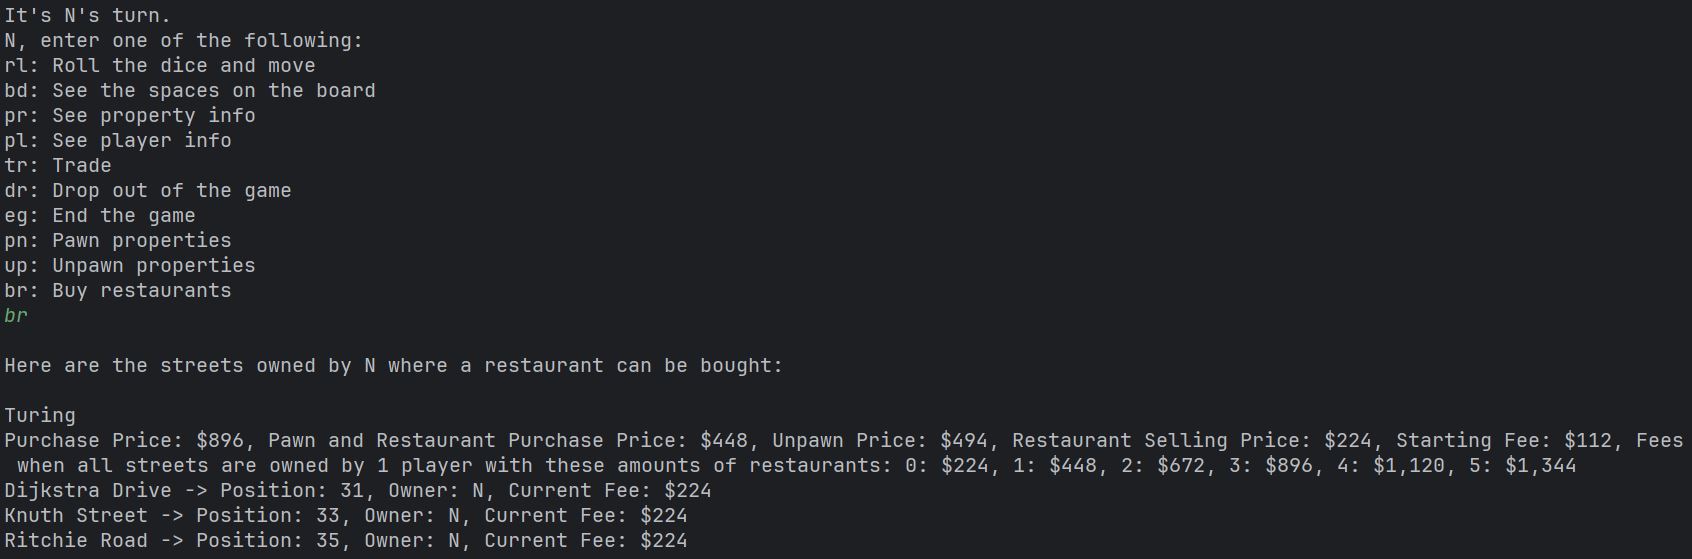 It's N's turn.
N, enter one of the following:
rl: Roll the dice and move
bd: See the spaces on the board
pr: See property info
pl: See player info
tr: Trade
dr: Drop out of the game
eg: End the game
pn: Pawn properties
up: Unpawn properties
br: Buy restaurants
br
Here are the streets owned by N where a restaurant can be bought:
Turing
Purchase Price: $896, Pawn and Restaurant Purchase Price: $448, Unpawn Price: $494, Restaurant Selling Price: $224, Starting Fee: $112, Fees
when all streets are owned by 1 player with these amounts of restaurants: 0: $224, 1: $448, 2: $672, 3: $896, 4: $1,120, 5: $1,344
Dijkstra Drive -> Position: 31, Owner: N, Current Fee: $224
Knuth Street -> Position: 33, Owner: N, Current Fee: $224
Ritchie Road -> Position: 35, Owner: N, Current Fee: $224